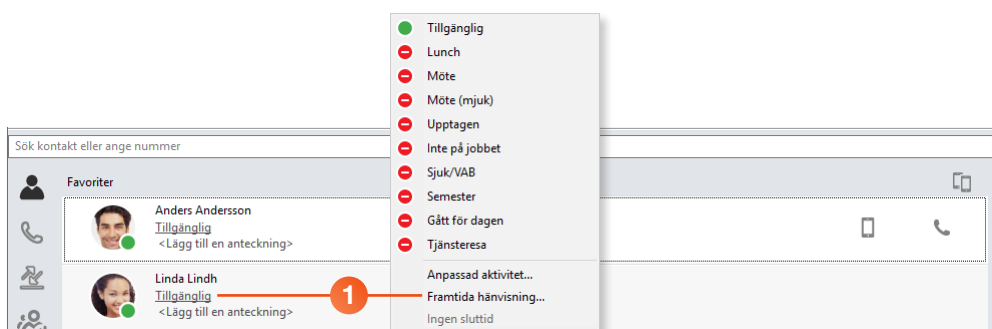 Tillgänglig
Lunch
Möte
Möte (mjuk)
Upptagen
Inte på jobbet
Sjuk/VAB
Semester
Gått för dagen
Tjänsteresa
Anpassad aktivitet...
Framtida hänvisning...
Ingen sluttid
Sök kontakt eller ange nummer
Favoriter
Anders Andersson
Tillgänglig
<Lägg till en anteckning>
Linda Lindh
Tillgänglig
1
<Lägg till en anteckning>